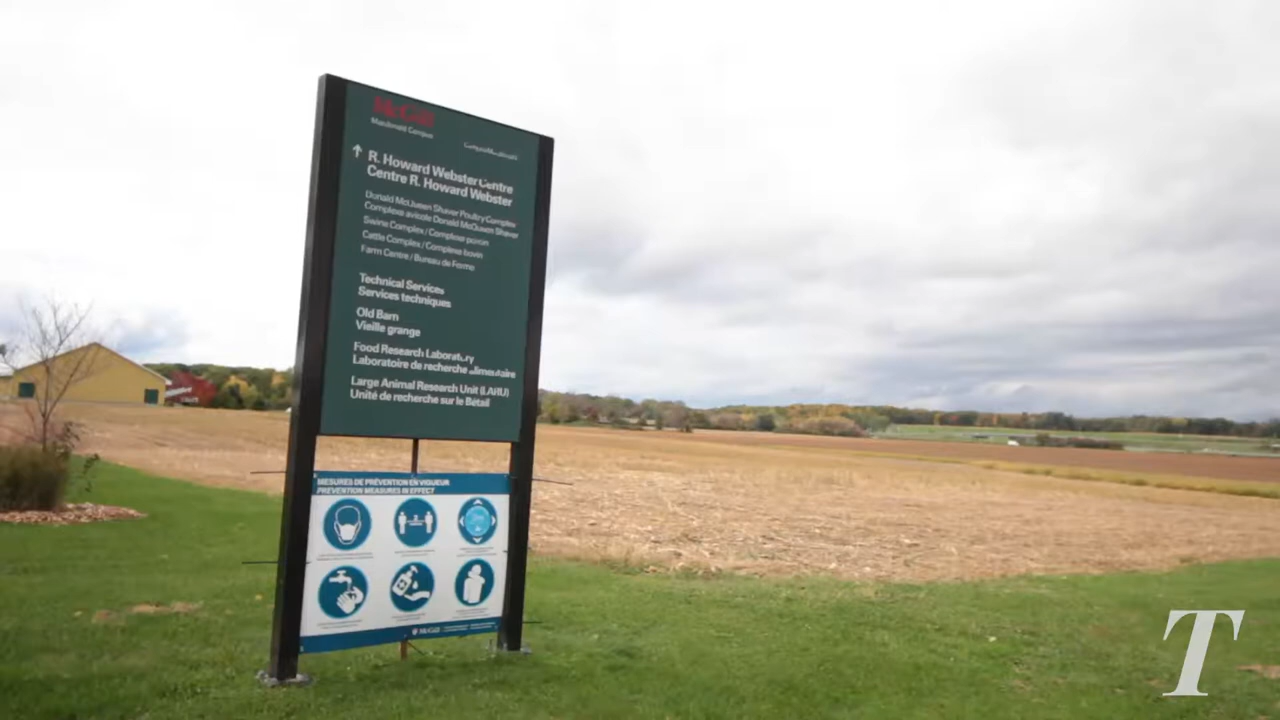 McGill
Macdonald Campus
↑ R. Howard Webster Centre
Centre R. Howard Webster
Donald McQueen Shaver Poultry Complex
Complexe avicole Donald McQueen Shaver
Swine Complex / Complexe porcin
Cattle Complex / Complexe bovin
Farm Centre / Bureau de Ferme
Technical Services
Services techniques
Old Barn
Vieille grange
Food Research Laboratory
Laboratoire de recherche alimentaire
Large Animal Research Unit (LARU)
Unité de recherche sur le Bétail
MESURES DE PRÉVENTION EN VIGUEUR
PREVENTION MEASURES IN EFFECT
2
McGill
T